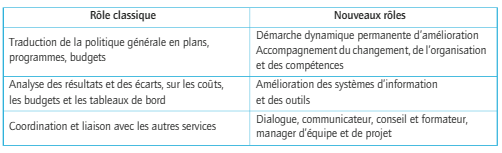 Rôle classique
Nouveaux rôles
Traduction de la politique générale en plans,
programmes, budgets
Démarche dynamique permanente d'amélioration
Accompagnement du changement, de l'organisation
et des compétences
Analyse des résultats et des écarts, sur les coûts,
les budgets et les tableaux de bord
Amélioration des systèmes d'information
et des outils
Coordination et liaison avec les autres services
Dialogue, communicateur, conseil et formateur,
manager d'équipe et de projet